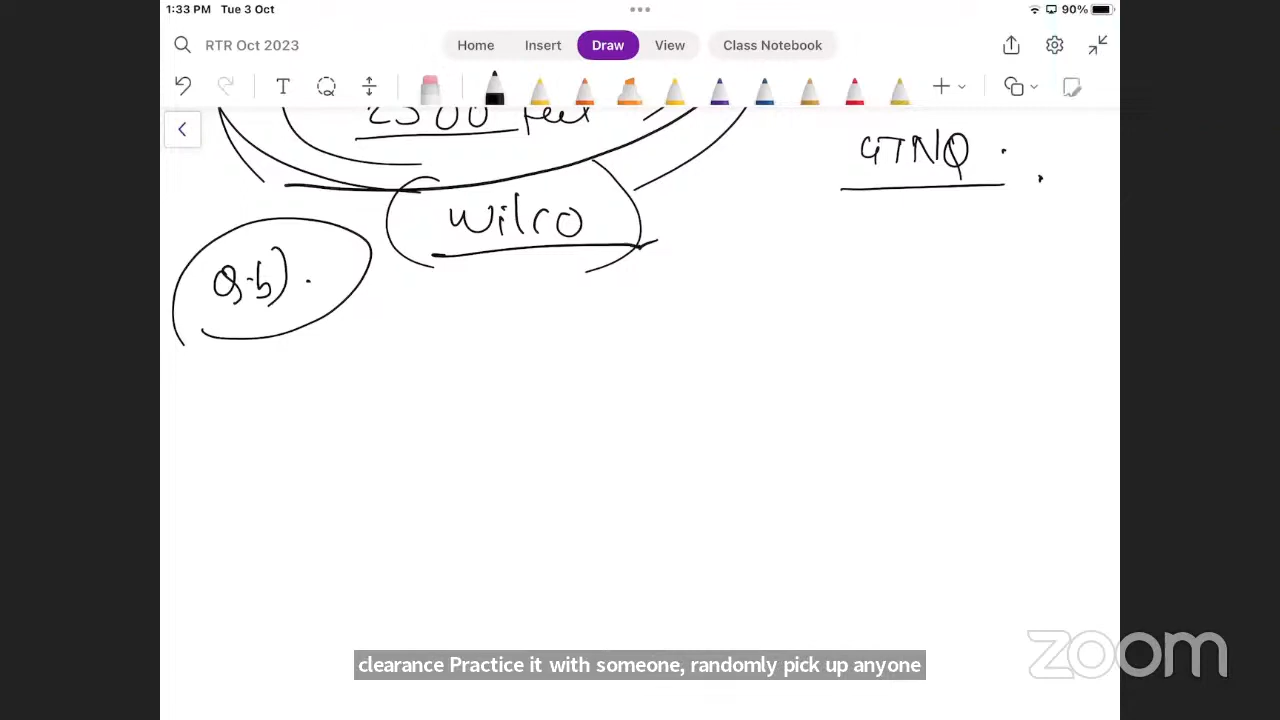 1:33 PM Tue 3 Oct
90%
RTR Oct 2023
Home Insert Draw View Class Notebook
2500 feet
GTNQ .
Wilco
Q.b) .
clearance Practice it with someone, randomly pick up anyone
zoom